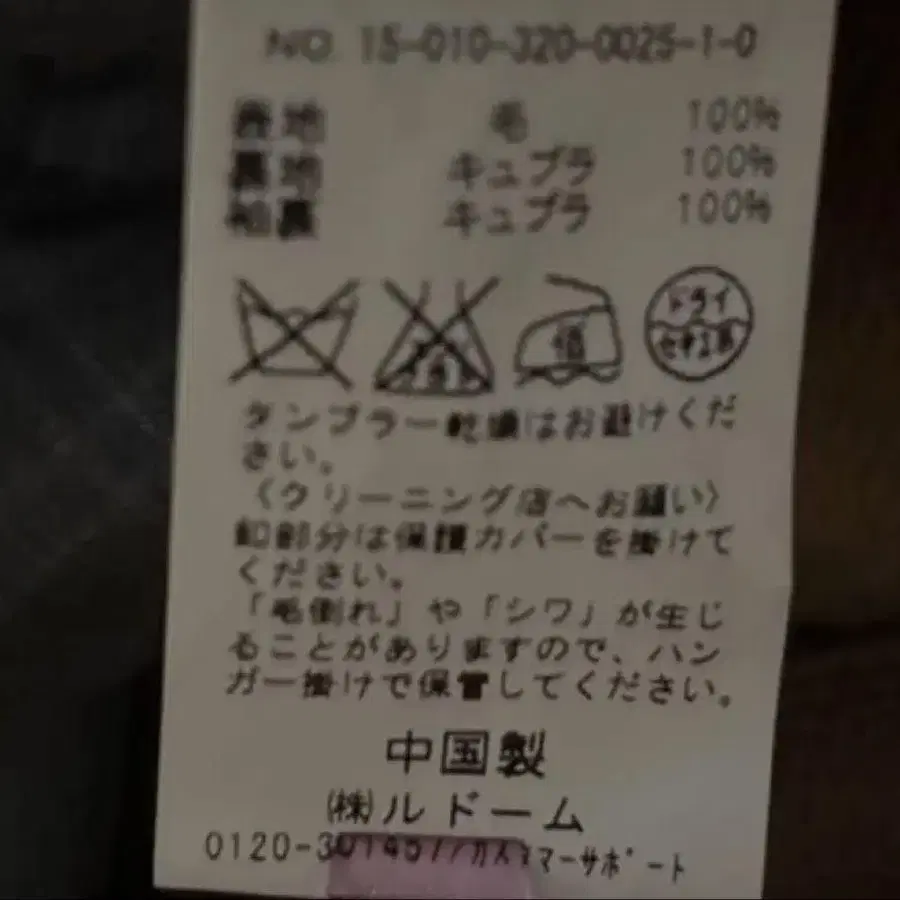 NO. 15-010-320-0025-1-0
表地 毛 100%
裏地 キュプラ 100%
袖裏 キュプラ 100%
ドライ
セキユ系
低
タンブラー乾燥はお避けくだ
さい。
〈クリーニング店へお願い〉
釦部分は保護カバーを掛けて
ください。
「毛倒れ」や「シワ」が生じ
ることがありますので、ハン
ガー掛けで保管してください。
中国製
㈱ルドーム
0120-301457/カスタマーサポート